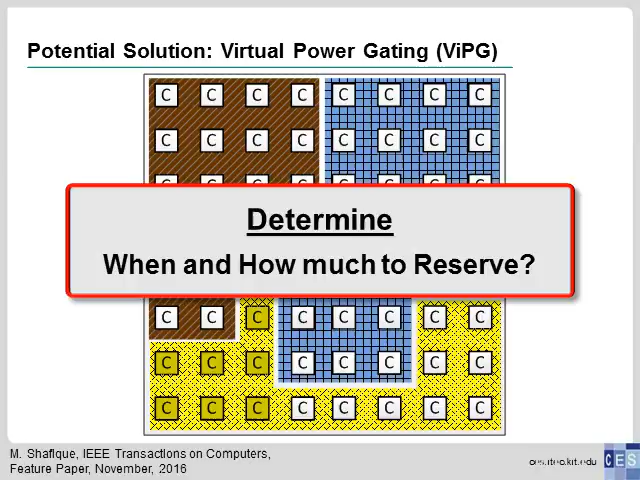 Potential Solution: Virtual Power Gating (ViPG)
C C C C C C C C
C C C C C C C C
Determine
When and How much to Reserve?
C C C C C C C C
C C C C C C C C
C C C C C C C C
M. Shafique, IEEE Transactions on Computers,
Feature Paper, November, 2016
CES